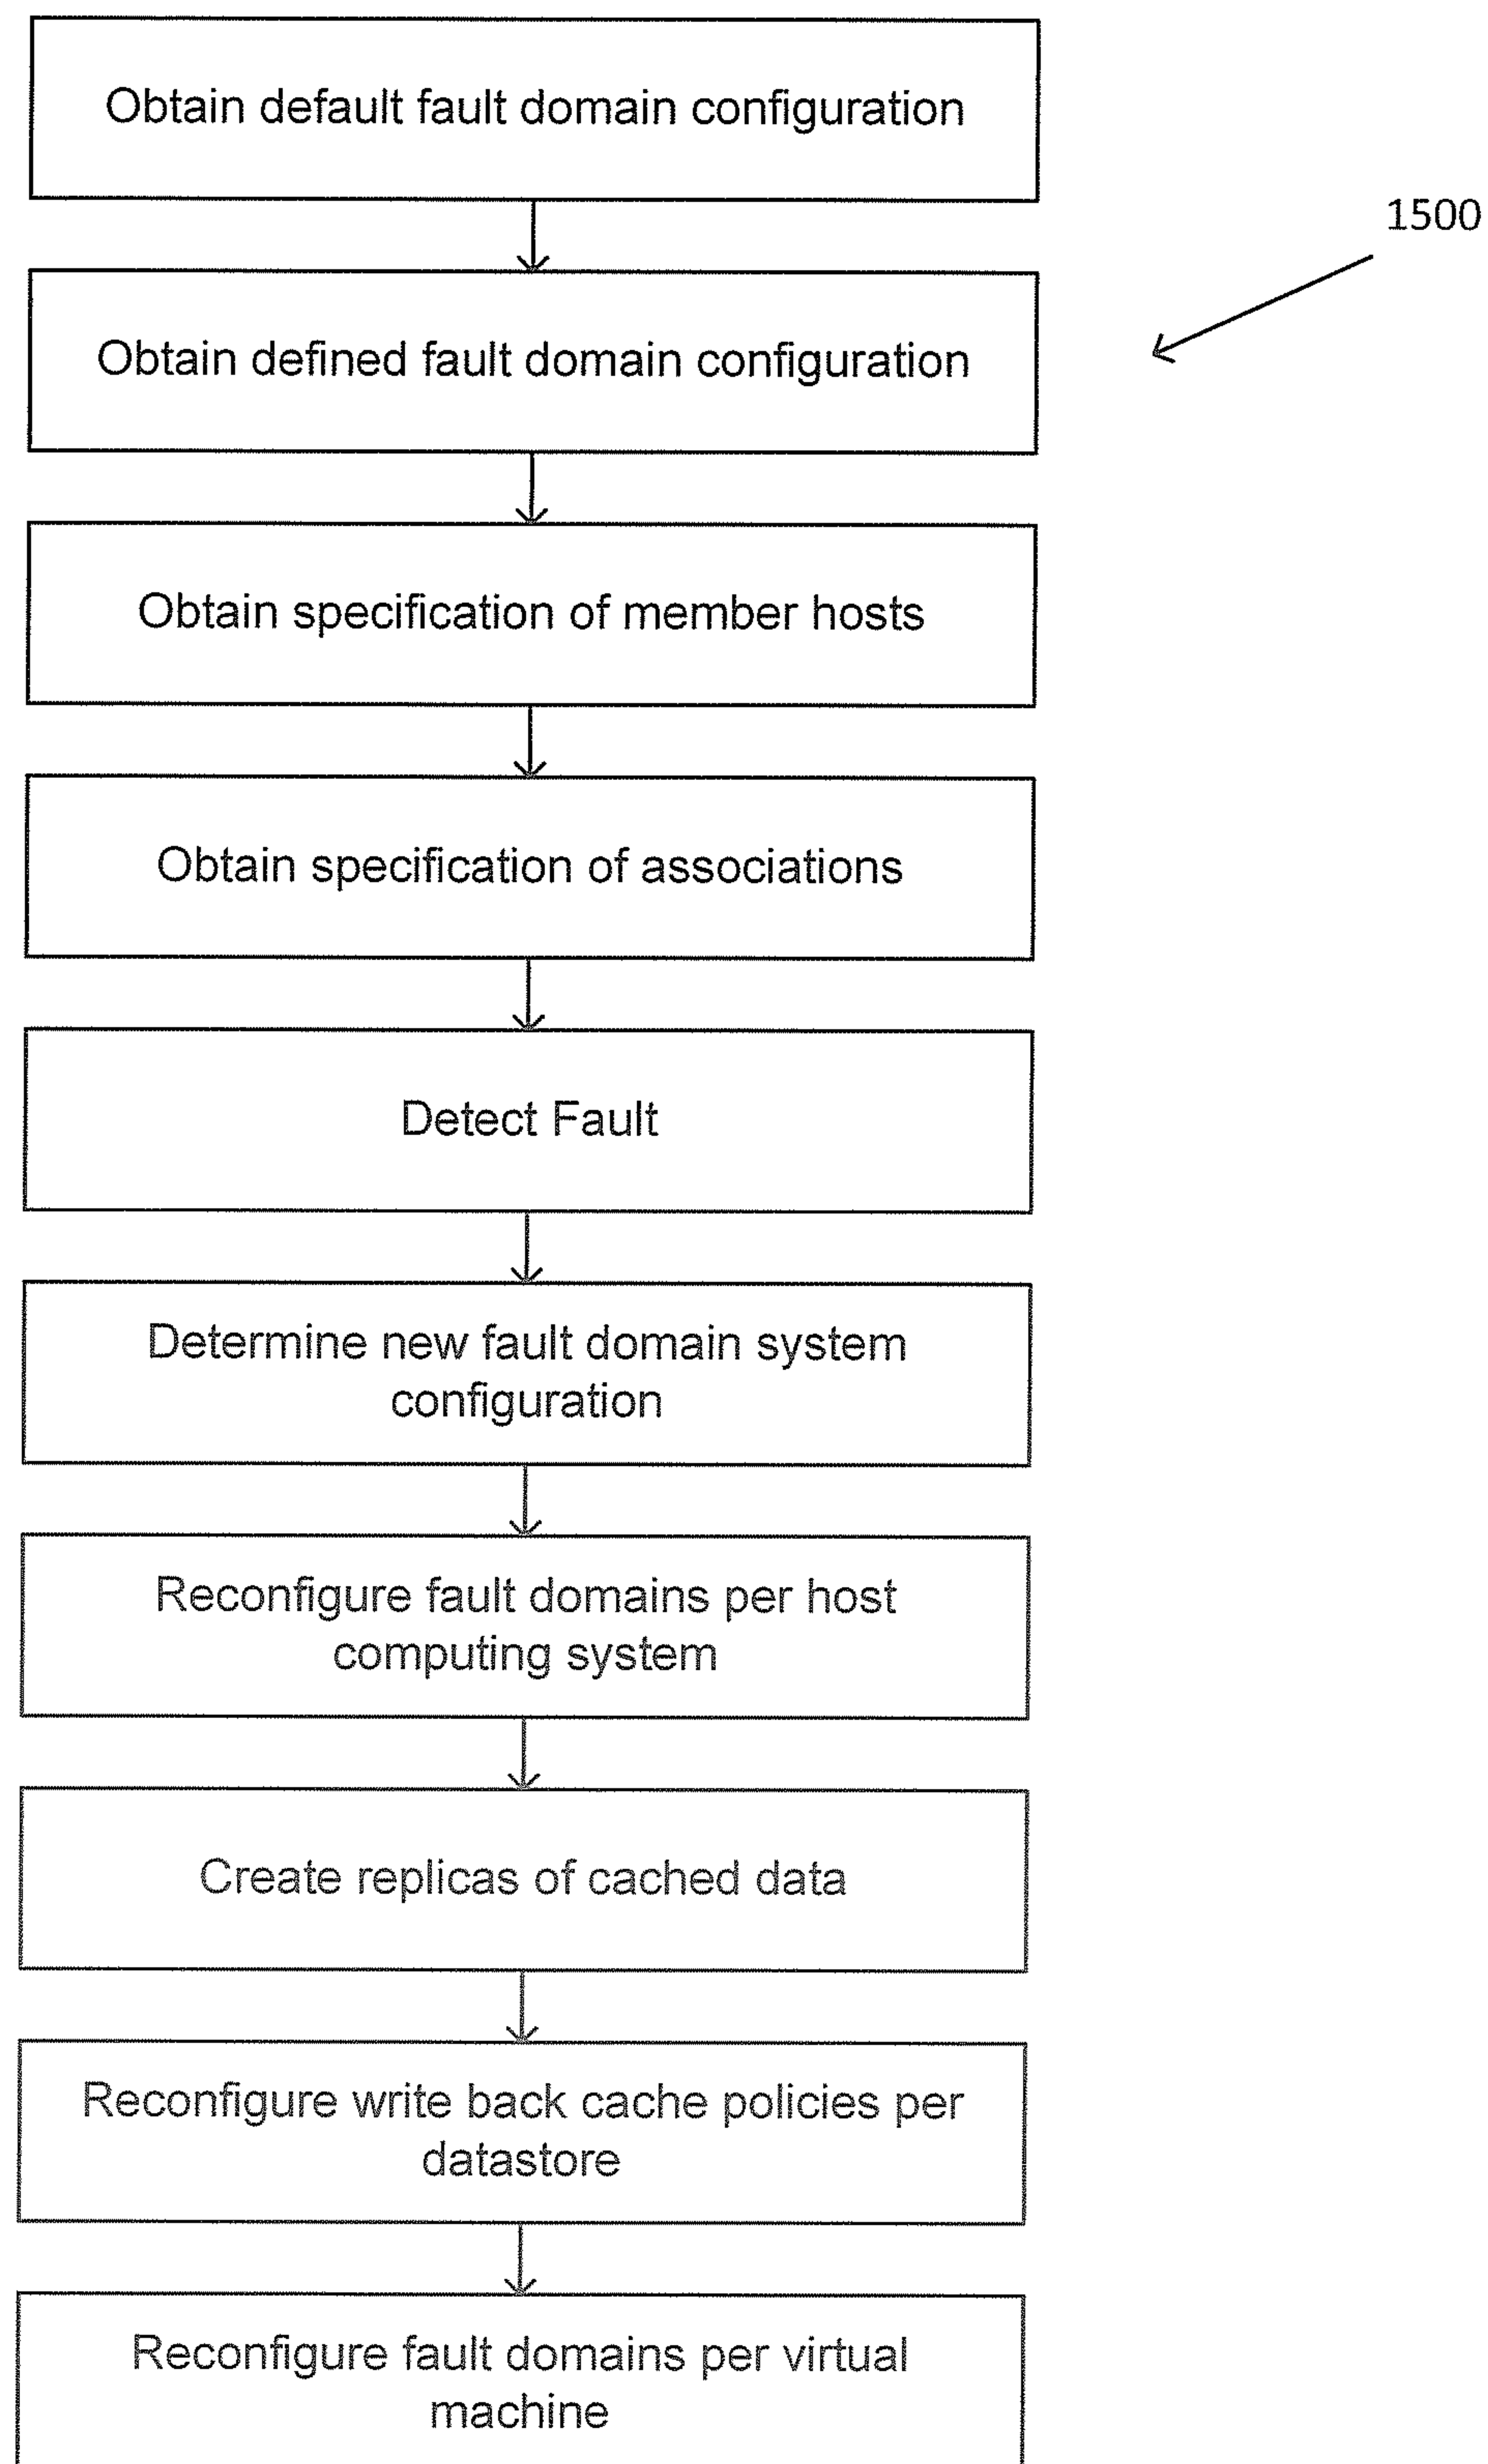 Obtain default fault domain configuration
1500
Obtain defined fault domain configuration
Obtain specification of member hosts
Obtain specification of associations
Detect Fault
Determine new fault domain system
configuration
Reconfigure fault domains per host
computing system
Create replicas of cached data
Reconfigure write back cache policies per
datastore
Reconfigure fault domains per virtual
machine